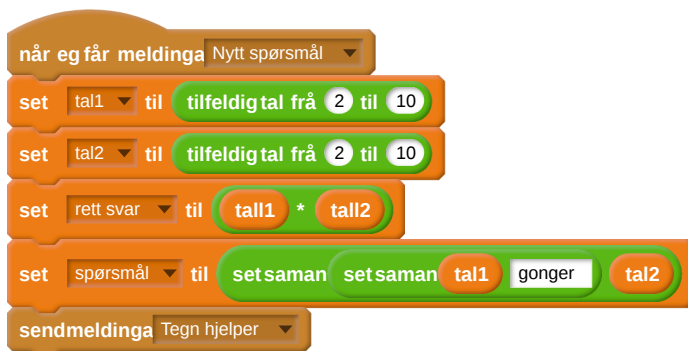 når eg får meldinga Nytt spørsmål
set tal1 til tilfeldig tal frå 2 til 10
set tal2 til tilfeldig tal frå 2 til 10
set rett svar til tall1 * tall2
set spørsmål til set saman set saman tal1 gonger tal2
send meldinga Tegn hjelper